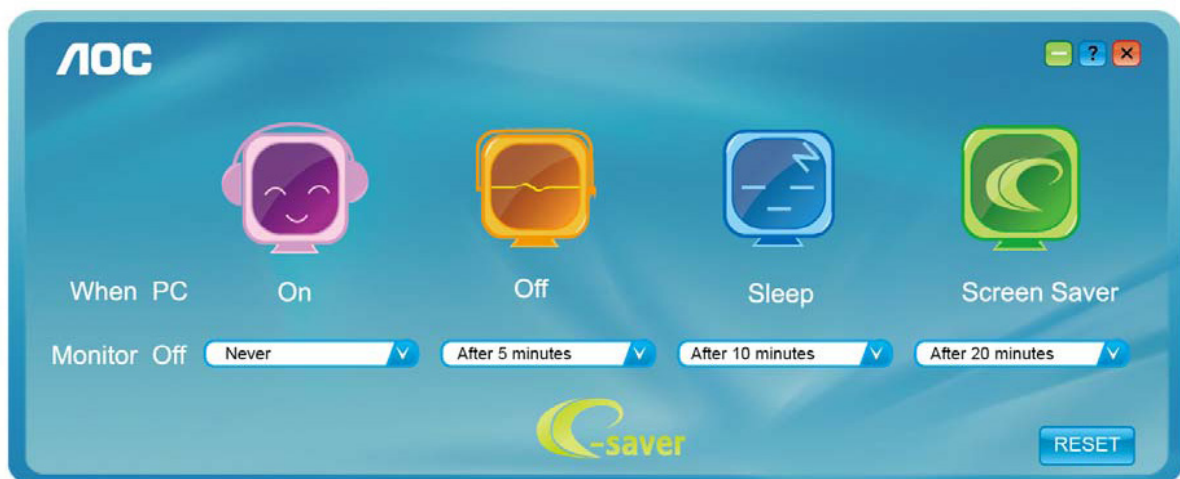 AOC
?
When PC On Off Sleep Screen Saver
Monitor Off Never After 5 minutes After 10 minutes After 20 minutes
e-saver
RESET